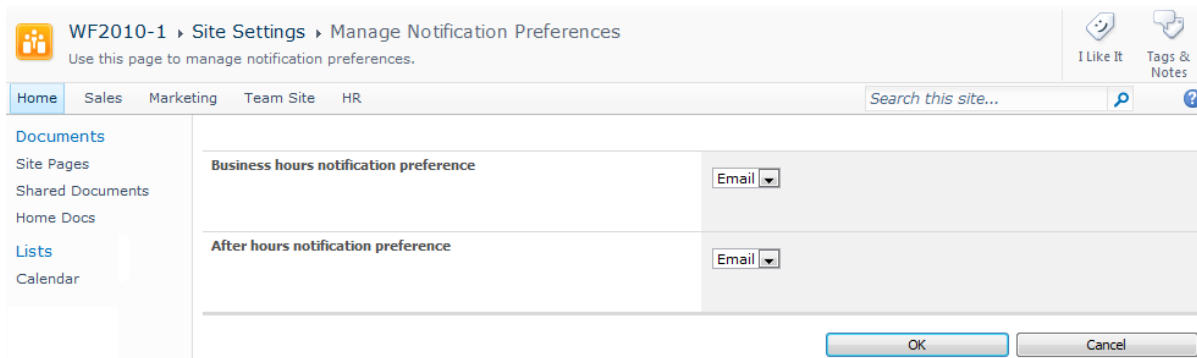 WF2010-1 ▸ Site Settings ▸ Manage Notification Preferences
Use this page to manage notification preferences.
I Like It
Tags &
Notes
Home Sales Marketing Team Site HR
Search this site...
Documents
Site Pages
Shared Documents
Home Docs
Lists
Calendar
Business hours notification preference
Email
After hours notification preference
Email
OK
Cancel